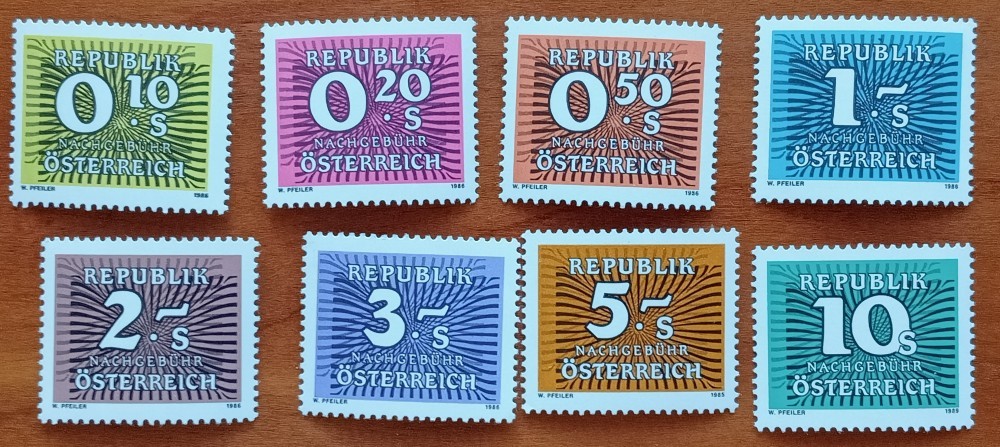 REPUBLIK
0.10 S
NACHGEBÜHR
ÖSTERREICH
W. PFEILER 1986
REPUBLIK
0.20 S
NACHGEBÜHR
ÖSTERREICH
W. PFEILER 1986
REPUBLIK
0.50 S
NACHGEBÜHR
ÖSTERREICH
W. PFEILER 1986
REPUBLIK
1.- S
NACHGEBÜHR
ÖSTERREICH
W. PFEILER 1986
REPUBLIK
2.- S
NACHGEBÜHR
ÖSTERREICH
W. PFEILER 1986
REPUBLIK
3.- S
NACHGEBÜHR
ÖSTERREICH
W. PFEILER 1986
REPUBLIK
5.- S
NACHGEBÜHR
ÖSTERREICH
W. PFEILER 1985
REPUBLIK
10 S
NACHGEBÜHR
ÖSTERREICH
W. PFEILER 1989